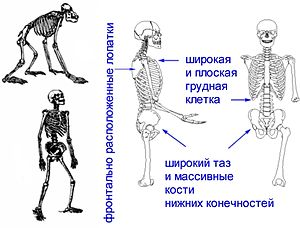 фронтально расположенные лопатки
широкая
и плоская
грудная
клетка
широкий таз
и массивные
кости
нижних конечностей